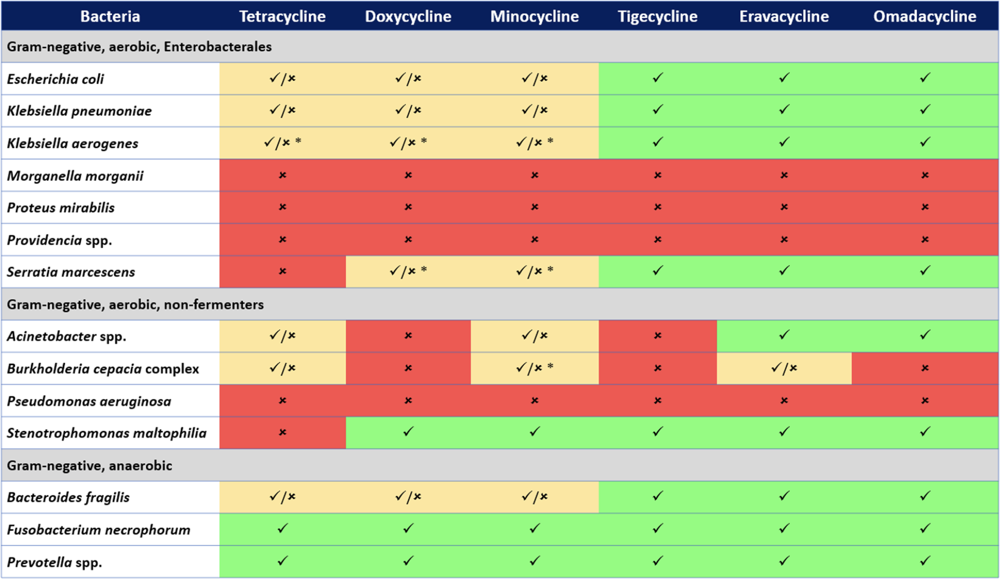 Bacteria Tetracycline Doxycycline Minocycline Tigecycline Eravacycline Omadacycline
Gram-negative, aerobic, Enterobacterales
Escherichia coli ✓/× ✓/× ✓/× ✓ ✓ ✓
Klebsiella pneumoniae ✓/× ✓/× ✓/× ✓ ✓ ✓
Klebsiella aerogenes ✓/× * ✓/× * ✓/× * ✓ ✓ ✓
Morganella morganii × × × × × ×
Proteus mirabilis × × × × × ×
Providencia spp. × × × × × ×
Serratia marcescens × ✓/× * ✓/× * ✓ ✓ ✓
Gram-negative, aerobic, non-fermenters
Acinetobacter spp. ✓/× × ✓/× × ✓ ✓
Burkholderia cepacia complex ✓/× × ✓/× * × ✓/× ×
Pseudomonas aeruginosa × × × × × ×
Stenotrophomonas maltophilia × ✓ ✓ ✓ ✓ ✓
Gram-negative, anaerobic
Bacteroides fragilis ✓/× ✓/× ✓/× ✓ ✓ ✓
Fusobacterium necrophorum ✓ ✓ ✓ ✓ ✓ ✓
Prevotella spp. ✓ ✓ ✓ ✓ ✓ ✓